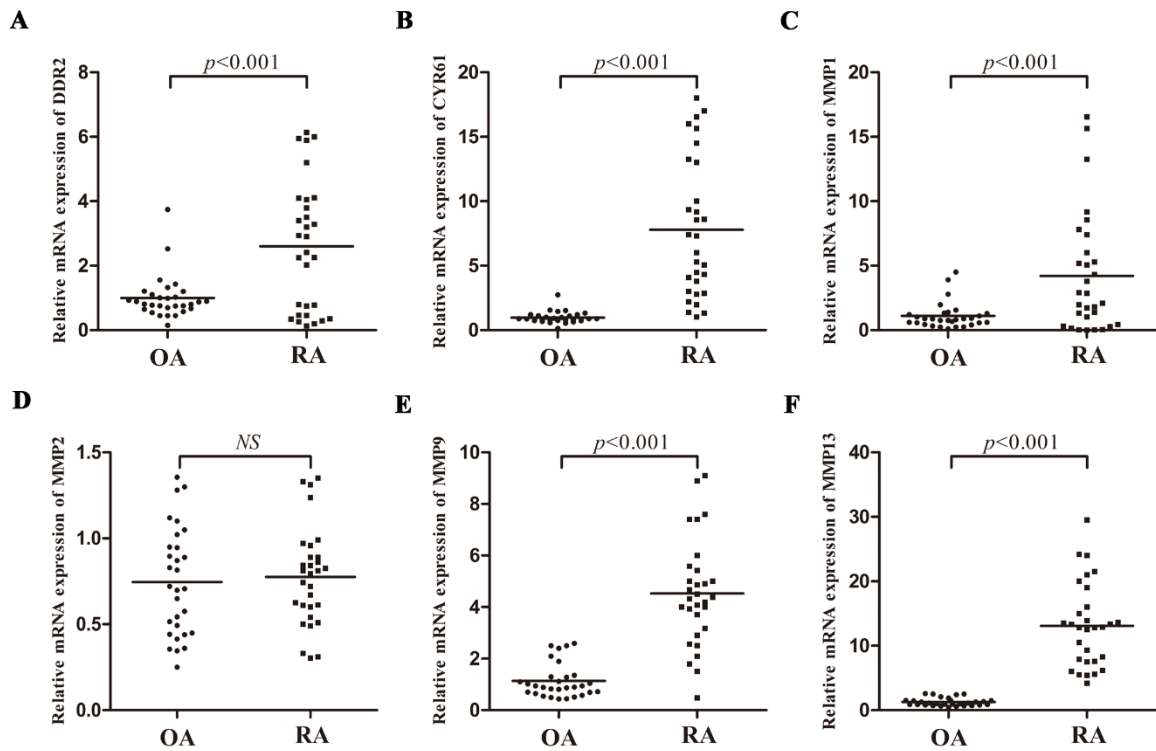 A
Relative mRNA expression of DDR2
p<0.001
8
6
4
2
0
OA
RA
B
Relative mRNA expression of CYR61
p<0.001
20
15
10
5
0
OA
RA
C
Relative mRNA expression of MMP1
p<0.001
20
15
10
5
0
OA
RA
D
Relative mRNA expression of MMP2
NS
1.5
1.0
0.5
0.0
OA
RA
E
Relative mRNA expression of MMP9
p<0.001
10
8
6
4
2
0
OA
RA
F
Relative mRNA expression of MMP13
p<0.001
40
30
20
10
0
OA
RA